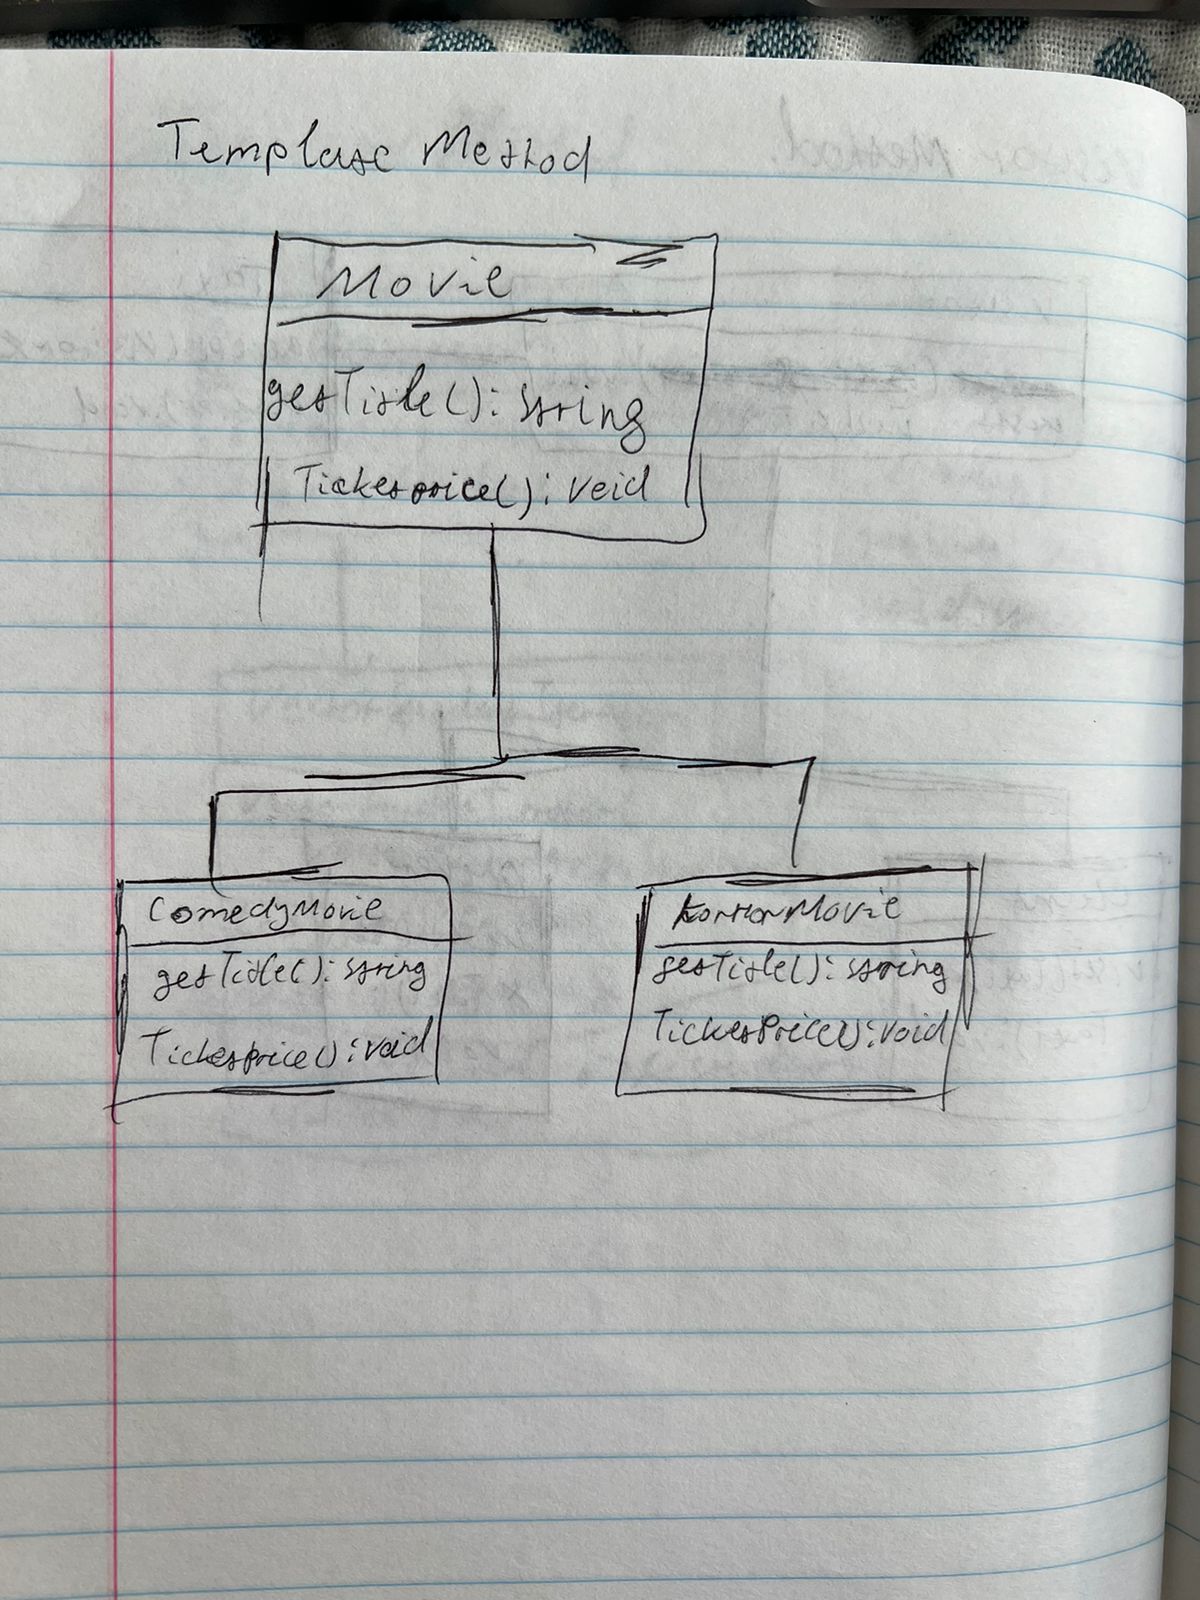 Template Method
Movie
getTitle(): string
Ticketprice(): void
ComedyMovie
getTitle(): string
TicketPrice(): void
HorrorMovie
getTitle(): string
TicketPrice(): void